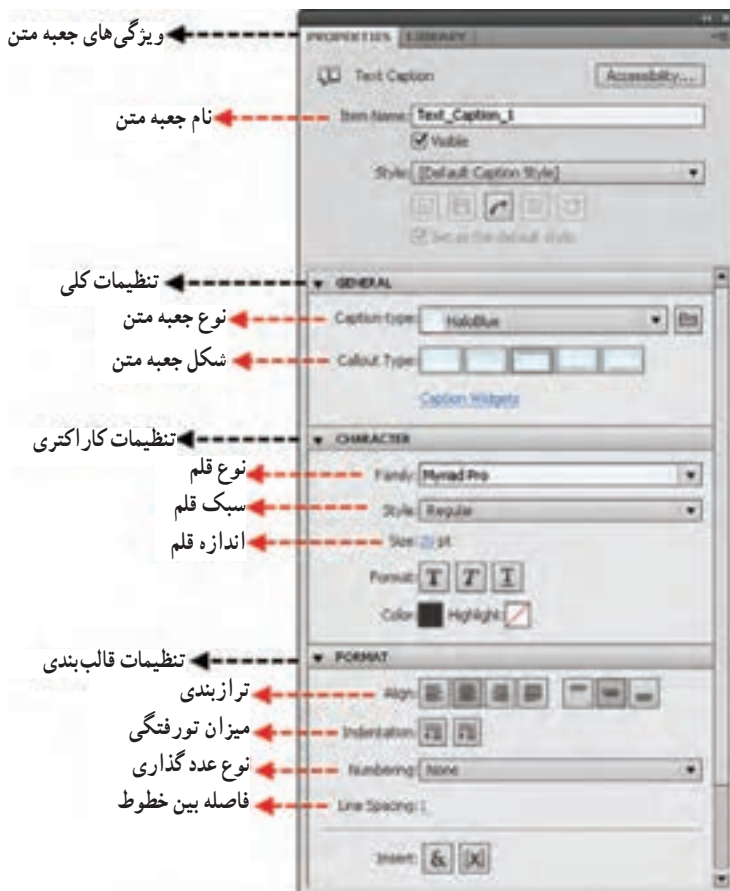 ویژگی‌های جعبه متن
PROPERTIES LIBRARY
Text Caption Accessibility...
نام جعبه متن
Item Name: Text_Caption_1
Visible
Style: [Default Caption Style]
Set as the default style
تنظیمات کلی
GENERAL
نوع جعبه متن
Caption type: HaloBlue
شکل جعبه متن
Callout Type:
Caption Widgets
تنظیمات کاراکتری
CHARACTER
نوع قلم
Family: Myriad Pro
سبک قلم
Style: Regular
اندازه قلم
Size: pt
Format: T T T
Color: Highlight:
تنظیمات قالب‌بندی
FORMAT
ترازبندی
Align:
میزان تورفتگی
Indentation:
نوع عدد گذاری
Numbering: None
فاصله بین خطوط
Line Spacing: 1
Insert: & [X]